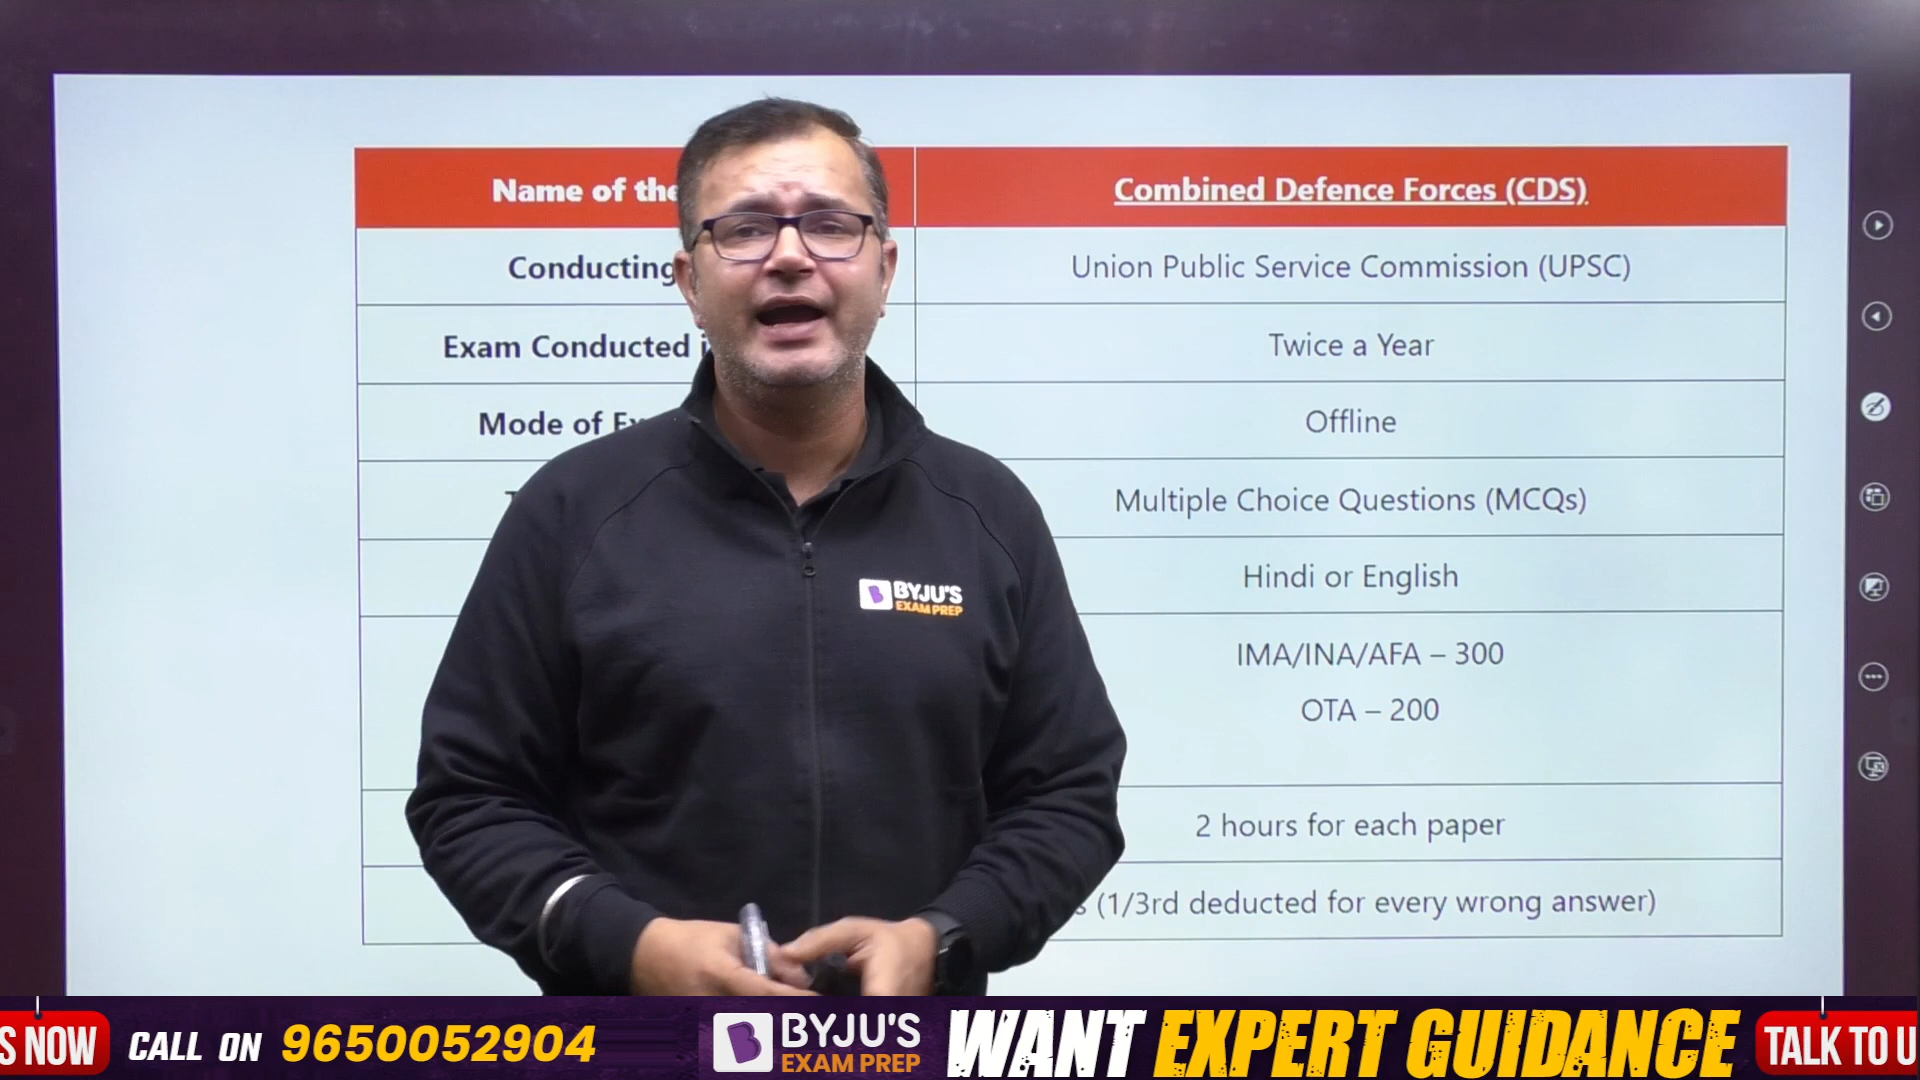 Name of the
Combined Defence Forces (CDS)
Conducting
Union Public Service Commission (UPSC)
Exam Conducted
Twice a Year
Mode of
Offline
Multiple Choice Questions (MCQs)
Hindi or English
IMA/INA/AFA – 300
OTA – 200
2 hours for each paper
(1/3rd deducted for every wrong answer)
BYJU'S
EXAM PREP
S NOW
CALL ON 9650052904
BYJU'S
EXAM PREP
WANT EXPERT GUIDANCE
TALK TO U